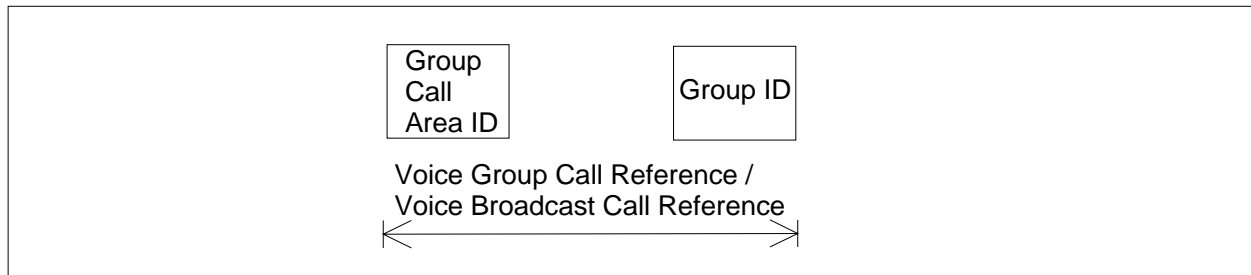 Group
Call
Area ID
Group ID
Voice Group Call Reference /
Voice Broadcast Call Reference